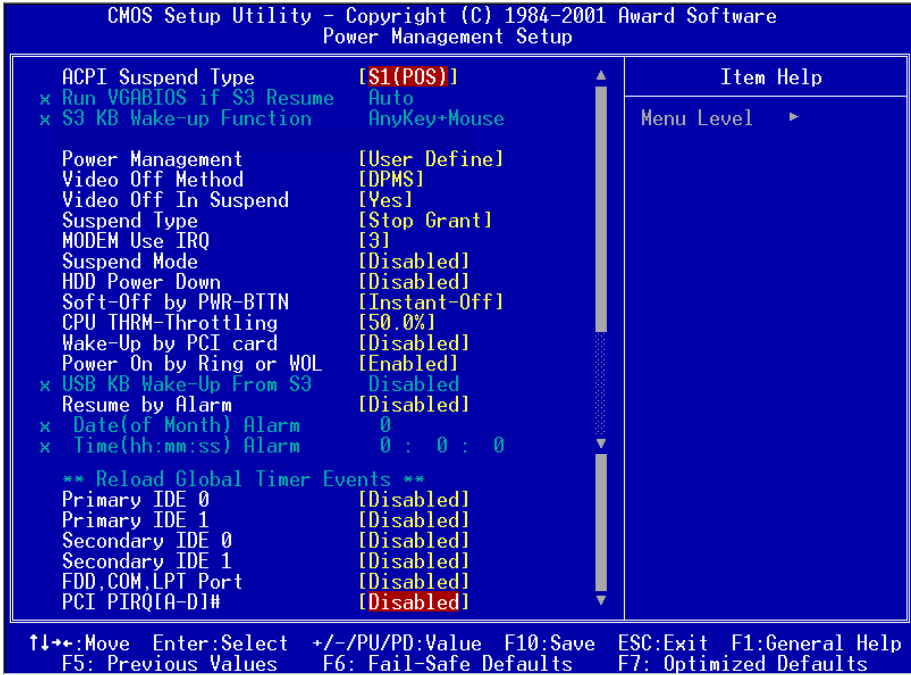 CMOS Setup Utility – Copyright (C) 1984-2001 Award Software
Power Management Setup
ACPI Suspend Type [S1(POS)]
x Run VGABIOS if S3 Resume Auto
x S3 KB Wake-up Function AnyKey+Mouse
Power Management [User Define]
Video Off Method [DPMS]
Video Off In Suspend [Yes]
Suspend Type [Stop Grant]
MODEM Use IRQ [3]
Suspend Mode [Disabled]
HDD Power Down [Disabled]
Soft-Off by PWR-BTTN [Instant-Off]
CPU THRM-Throttling [50.0%]
Wake-Up by PCI card [Disabled]
Power On by Ring or WOL [Enabled]
x USB KB Wake-Up From S3 Disabled
Resume by Alarm [Disabled]
x Date(of Month) Alarm 0
x Time(hh:mm:ss) Alarm 0 : 0 : 0
** Reload Global Timer Events **
Primary IDE 0 [Disabled]
Primary IDE 1 [Disabled]
Secondary IDE 0 [Disabled]
Secondary IDE 1 [Disabled]
FDD,COM,LPT Port [Disabled]
PCI PIRQ[A-D]# [Disabled]
Item Help
Menu Level ►
↑↓→←:Move Enter:Select +/-/PU/PD:Value F10:Save ESC:Exit F1:General Help
F5: Previous Values F6: Fail-Safe Defaults F7: Optimized Defaults